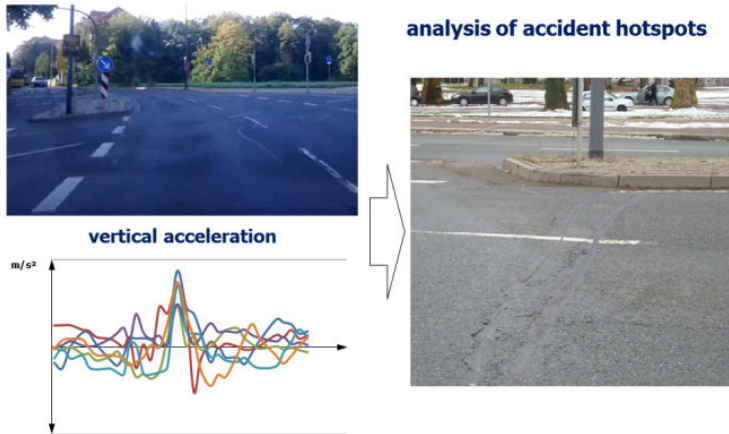 analysis of accident hotspots
vertical acceleration
m/s²